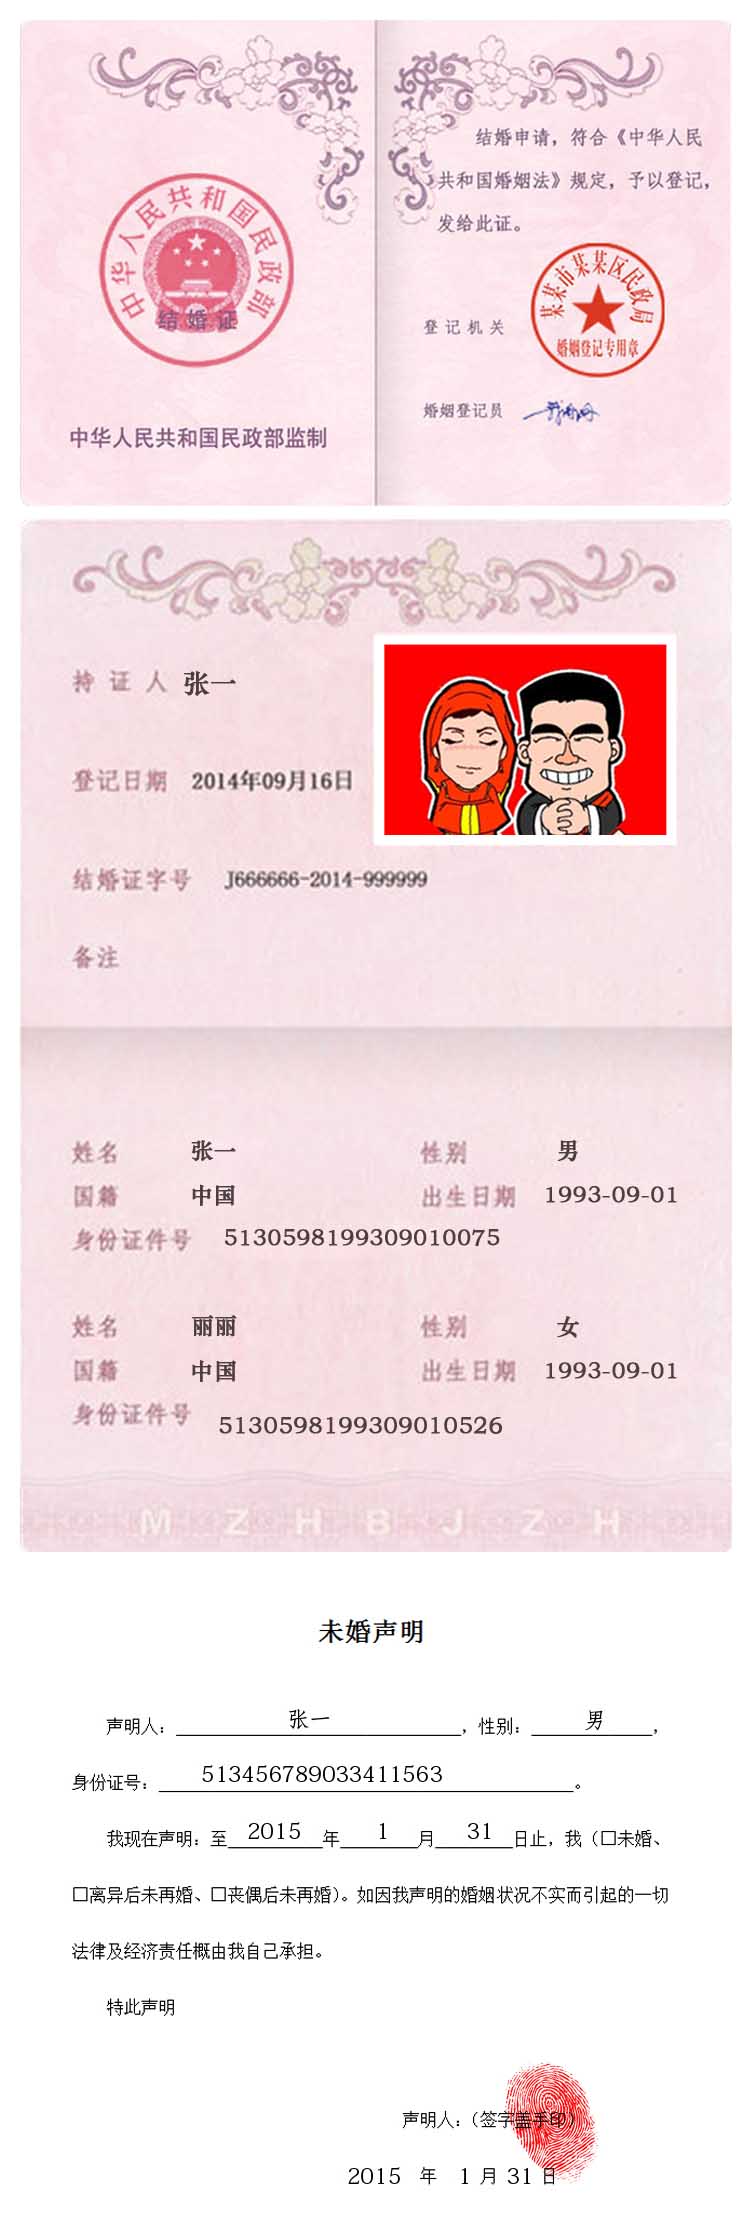 中华人民共和国民政部
结婚证
中华人民共和国民政部监制
结婚申请，符合《中华人民
共和国婚姻法》规定，予以登记，
发给此证。
某某市某某区民政局
婚姻登记专用章
登记机关
婚姻登记员
持证人 张一
登记日期 2014年09月16日
结婚证字号 J666666-2014-999999
备注
姓名 张一 性别 男
国籍 中国 出生日期 1993-09-01
身份证件号 5130598199309010075
姓名 丽丽 性别 女
国籍 中国 出生日期 1993-09-01
身份证件号 5130598199309010526
MZHBJZH
未婚声明
声明人：张一，性别：男，
身份证号：513456789033411563。
我现在声明：至2015年1月31日止，我（□未婚、
□离异后未再婚、□丧偶后未再婚）。如因我声明的婚姻状况不实而引起的一切
法律及经济责任概由我自己承担。
特此声明
声明人：（签字盖手印）
2015 年 1 月 31 日